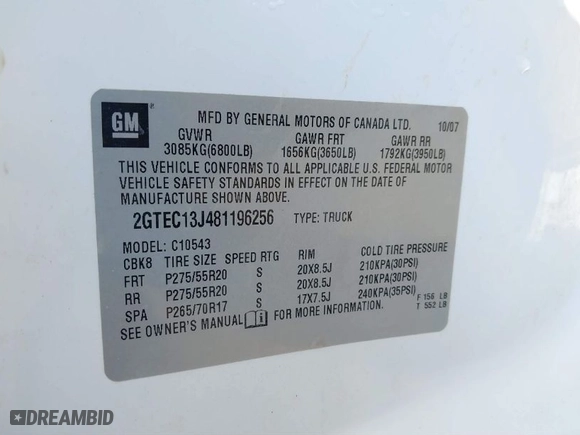 GM
MFD BY GENERAL MOTORS OF CANADA LTD. 10/07
GVWR GAWR FRT GAWR RR
3085KG(6800LB) 1656KG(3650LB) 1792KG(3950LB)
THIS VEHICLE CONFORMS TO ALL APPLICABLE U.S. FEDERAL MOTOR
VEHICLE SAFETY STANDARDS IN EFFECT ON THE DATE OF
MANUFACTURE SHOWN ABOVE.
2GTEC13J481196256 TYPE: TRUCK
MODEL: C10543
CBK8 TIRE SIZE SPEED RTG RIM COLD TIRE PRESSURE
FRT P275/55R20 S 20X8.5J 210KPA(30PSI)
RR P275/55R20 S 20X8.5J 210KPA(30PSI)
SPA P265/70R17 S 17X7.5J 240KPA(35PSI) F 156 LB
SEE OWNER'S MANUAL i FOR MORE INFORMATION. T 552 LB
DREAMBID